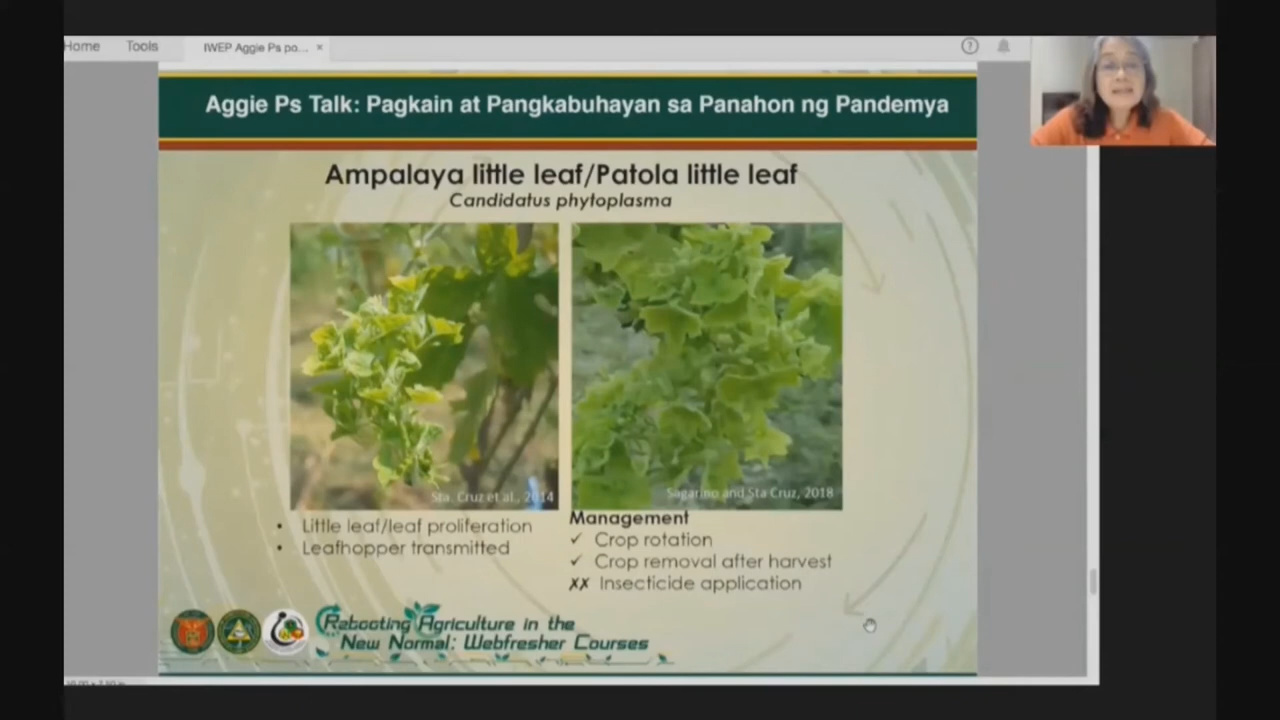 Home
Tools
IWEP Aggie Ps po... ×
Aggie Ps Talk: Pagkain at Pangkabuhayan sa Panahon ng Pandemya
Ampalaya little leaf/Patola little leaf
Candidatus phytoplasma
Sta. Cruz et al., 2014
Sagarino and Sta Cruz, 2018
• Little leaf/leaf proliferation
• Leafhopper transmitted
Management
✓ Crop rotation
✓ Crop removal after harvest
XX Insecticide application
Rebooting Agriculture in the
New Normal: Webfresher Courses